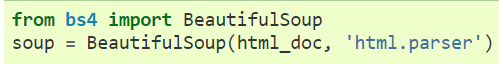 from bs4 import BeautifulSoup
soup = BeautifulSoup(html_doc, 'html.parser')